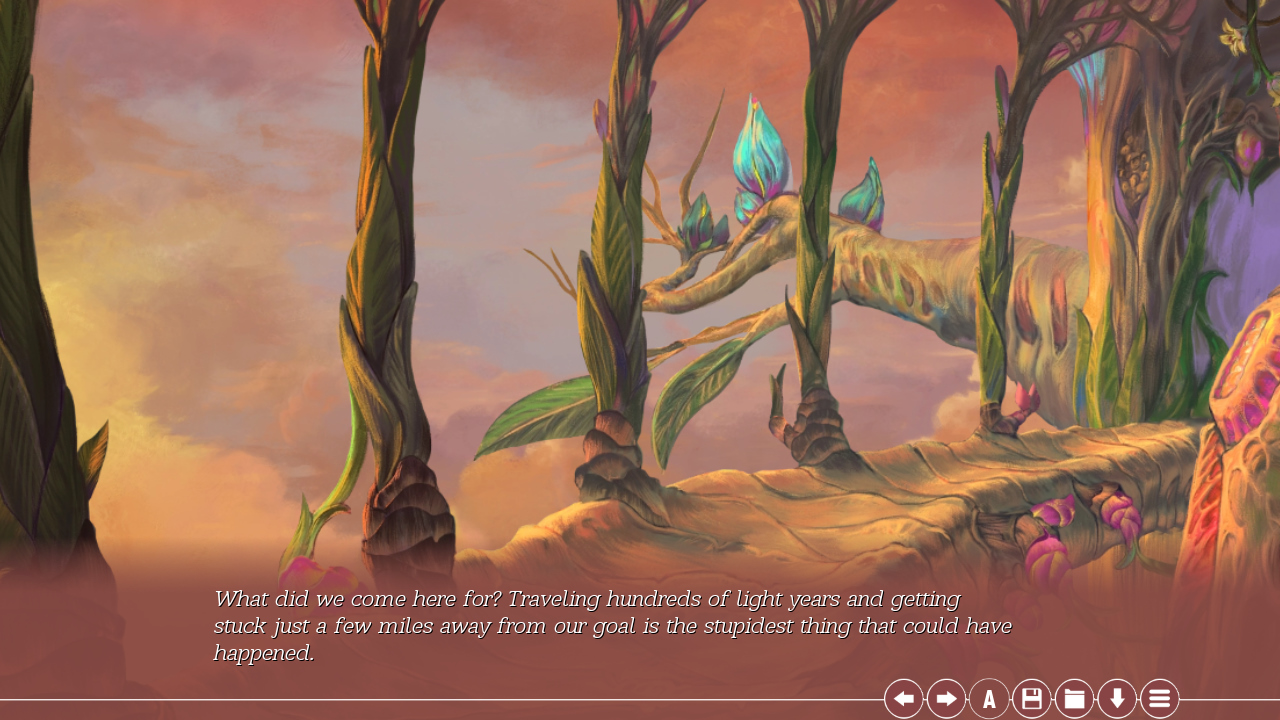 What did we come here for? Traveling hundreds of light years and getting
stuck just a few miles away from our goal is the stupidest thing that could have
happened.
A